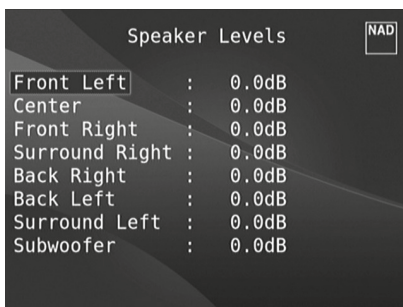 Speaker Levels
NAD
Front Left : 0.0dB
Center : 0.0dB
Front Right : 0.0dB
Surround Right : 0.0dB
Back Right : 0.0dB
Back Left : 0.0dB
Surround Left : 0.0dB
Subwoofer : 0.0dB